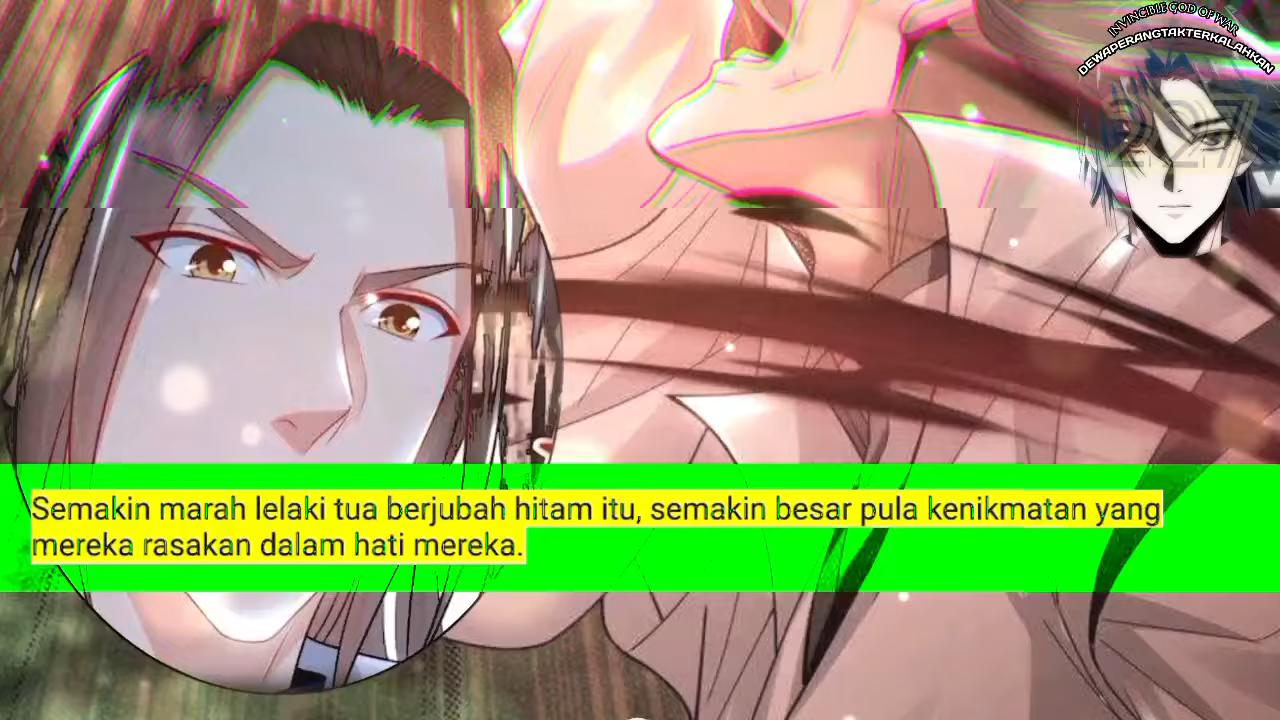 INVINCIBLE GOD OF WAR
DEWAPERANGTAKTERKALAHKAN
227
Semakin marah lelaki tua berjubah hitam itu, semakin besar pula kenikmatan yang
mereka rasakan dalam hati mereka.